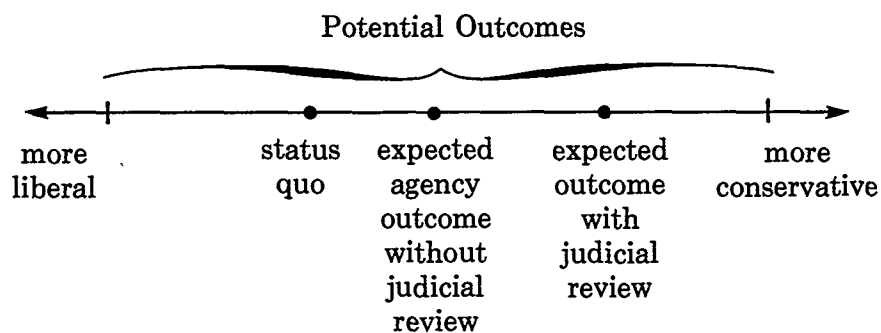 Potential Outcomes
more
liberal
status
quo
expected
agency
outcome
without
judicial
review
expected
outcome
with
judicial
review
more
conservative